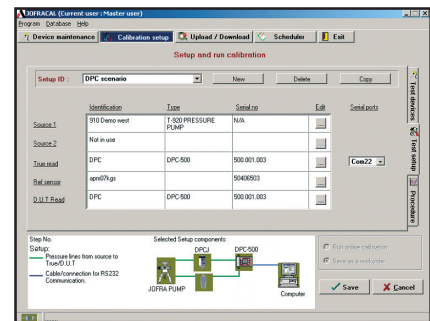 JOFRACAL (Current user : Master user)
Program Database Help
Device maintenance Calibration setup Upload / Download Scheduler Exit
Setup and run calibration
Setup ID : DPC scenario New Delete Copy
Identification Type Serial no Edit Serial ports
Source 1 910 Demo west T-920 PRESSURE PUMP N/A ...
Source 2 Not in use ...
True read DPC DPC-500 500.001.003 ... Com22
Ref.sensor apm07kgs 50406503 ...
D.U.T Read DPC DPC-500 500.001.003 ...
Test devices
Test setup
Procedure
Step No.
Setup:
Pressure lines from source to True/D.U.T
Cable/connection for RS232 Communication.
Selected Setup components:
DPCJ DPC-500
JOFRA PUMP
Computer
Run online calibration
Save as a workorder
Save Cancel